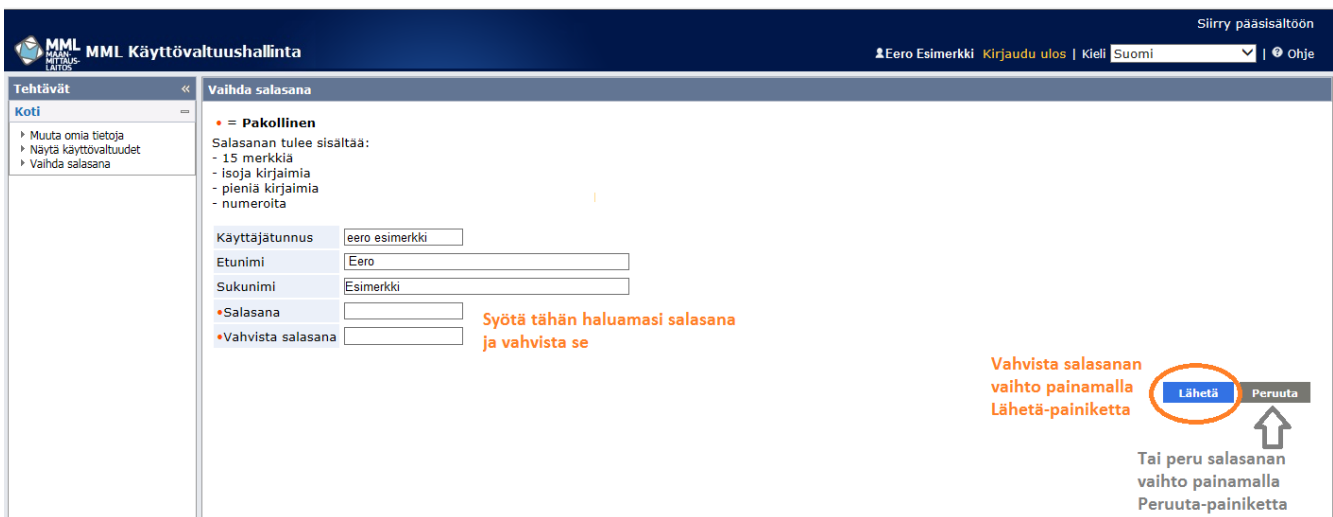 Siirry pääsisältöön
MML
MAAN-
MITTAUS-
LAITOS
MML Käyttövaltuushallinta
Eero Esimerkki Kirjaudu ulos | Kieli Suomi | Ohje
Tehtävät «
Koti
Muuta omia tietoja
Näytä käyttövaltuudet
Vaihda salasana
Vaihda salasana
• = Pakollinen
Salasanan tulee sisältää:
- 15 merkkiä
- isoja kirjaimia
- pieniä kirjaimia
- numeroita
Käyttäjätunnus eero esimerkki
Etunimi Eero
Sukunimi Esimerkki
•Salasana
•Vahvista salasana
Syötä tähän haluamasi salasana
ja vahvista se
Vahvista salasanan
vaihto painamalla
Lähetä-painiketta
Lähetä Peruuta
Tai peru salasanan
vaihto painamalla
Peruuta-painiketta